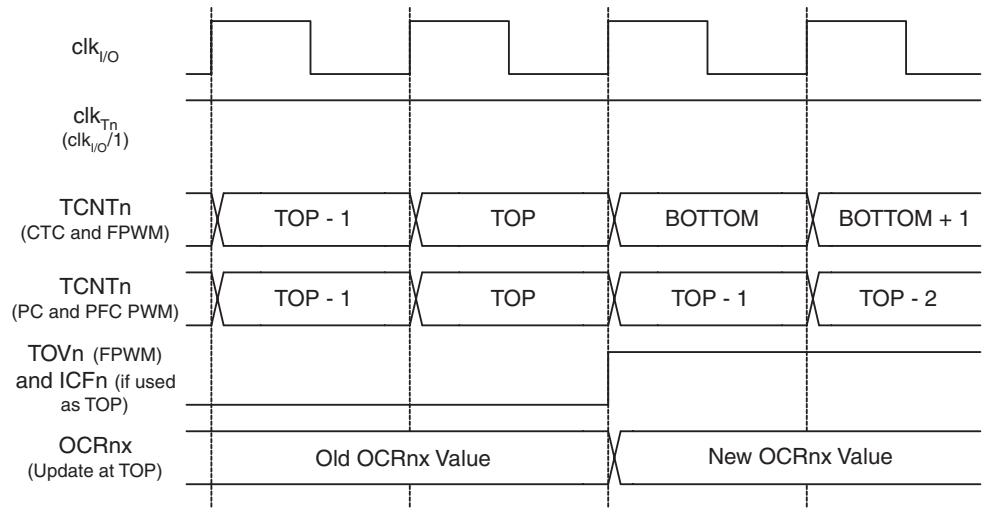 clkI/O
clkTn
(clkI/O/1)
TCNTn
(CTC and FPWM)
TOP - 1
TOP
BOTTOM
BOTTOM + 1
TCNTn
(PC and PFC PWM)
TOP - 1
TOP
TOP - 1
TOP - 2
TOVn (FPWM)
and ICFn (if used
as TOP)
OCRnx
(Update at TOP)
Old OCRnx Value
New OCRnx Value